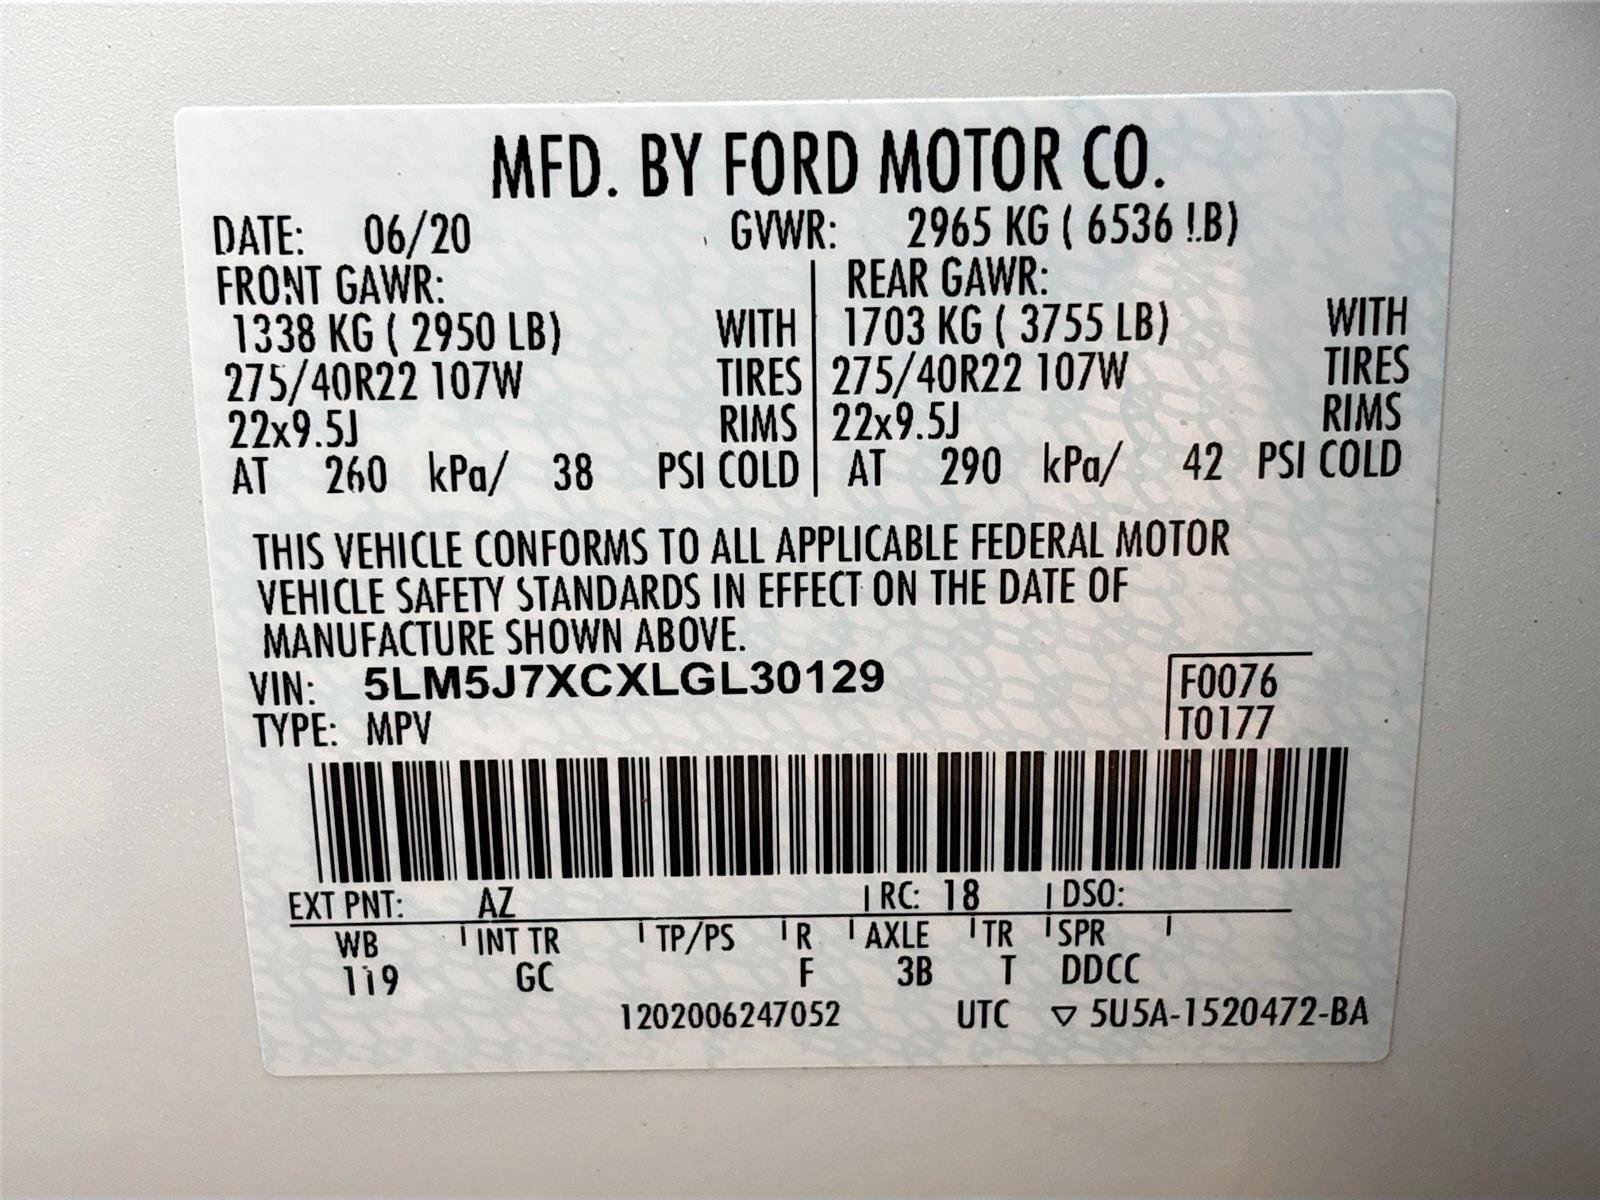 MFD. BY FORD MOTOR CO.
DATE: 06/20 GVWR: 2965 KG ( 6536 LB)
FRONT GAWR: REAR GAWR:
1338 KG ( 2950 LB) WITH 1703 KG ( 3755 LB) WITH
275/40R22 107W TIRES 275/40R22 107W TIRES
22x9.5J RIMS 22x9.5J RIMS
AT 260 kPa/ 38 PSI COLD AT 290 kPa/ 42 PSI COLD
THIS VEHICLE CONFORMS TO ALL APPLICABLE FEDERAL MOTOR
VEHICLE SAFETY STANDARDS IN EFFECT ON THE DATE OF
MANUFACTURE SHOWN ABOVE.
VIN: 5LM5J7XCXLGL30129 F0076
TYPE: MPV T0177
EXT PNT: AZ RC: 18 DSO:
WB INT TR TP/PS R AXLE TR SPR
119 GC F 3B T DDCC
1202006247052 UTC ▽ 5U5A-1520472-BA